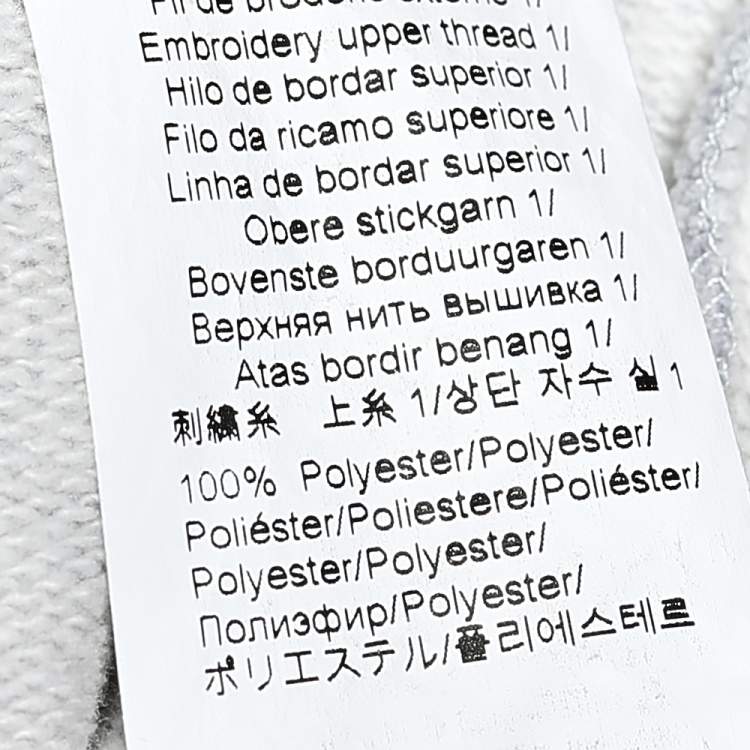 Embroidery upper thread 1/
Hilo de bordar superior 1/
Filo da ricamo superiore 1/
Linha de bordar superior 1/
Obere stickgarn 1/
Bovenste borduurgaren 1/
Верхняя нить вышивка 1/
Atas bordir benang 1/
刺繍糸 上糸 1/상단 자수 실 1
100% Polyester/Polyester/
Poliéster/Poliestere/Poliéster/
Polyester/Polyester/
Полиэфир/Polyester/
ポリエステル/폴리에스테르